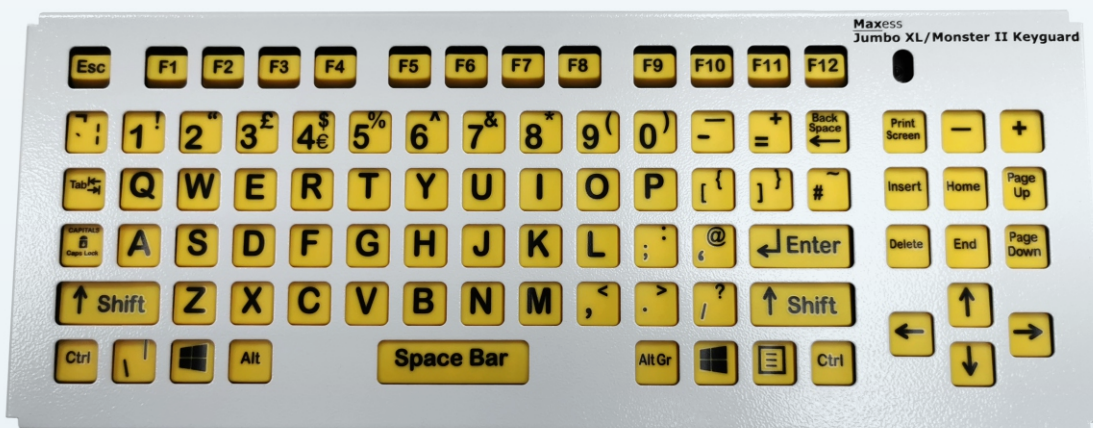 Maxess
Jumbo XL/Monster II Keyguard
Esc F1 F2 F3 F4 F5 F6 F7 F8 F9 F10 F11 F12
¬ ` ¦ 1 ! 2 “ 3 £ 4 $ € 5 % 6 ^ 7 & 8 * 9 ( 0 ) - — = + Back Space ← Print Screen − +
Tab Q W E R T Y U I O P [ { ] } # ~ Insert Home Page Up
CAPITALS Caps Lock A S D F G H J K L ; : ‘ @ ↵ Enter Delete End Page Down
↑ Shift Z X C V B N M , < . > / ? ↑ Shift ↑
Ctrl \ | Alt Space Bar Alt Gr Ctrl ← ↓ →